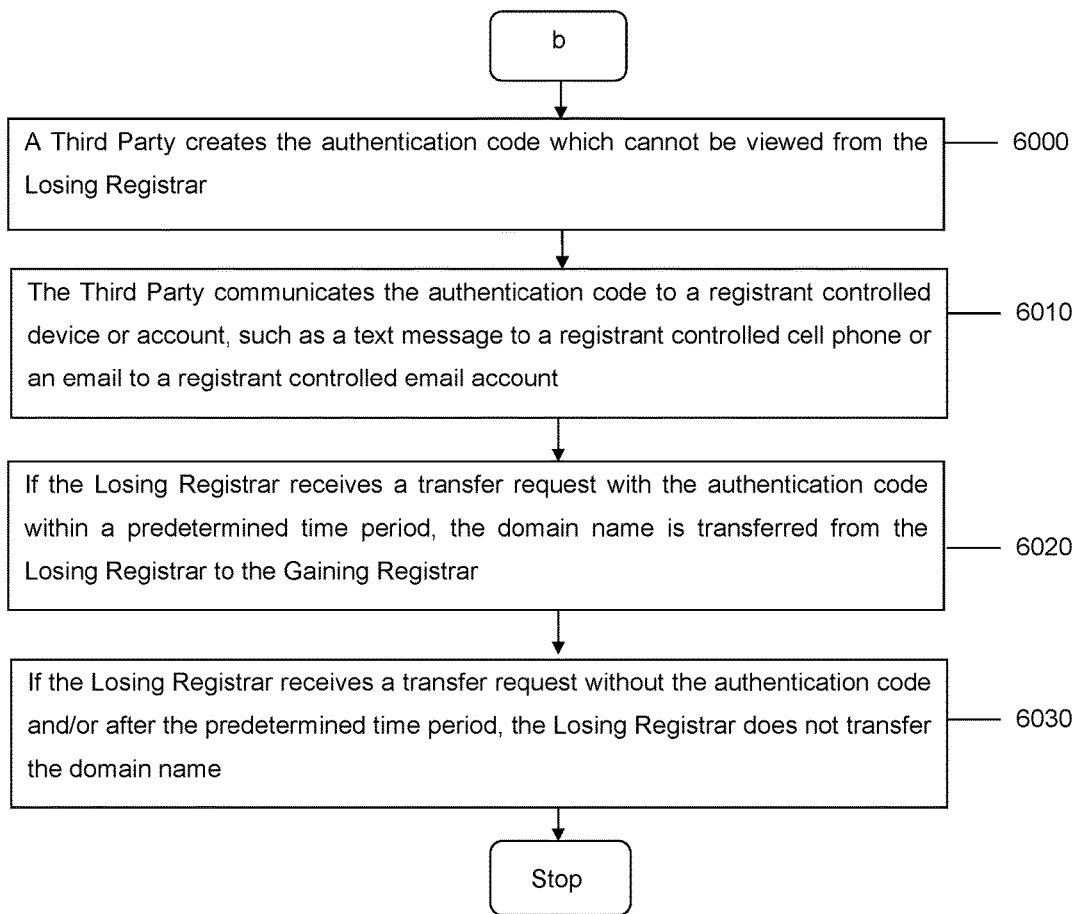 b
A Third Party creates the authentication code which cannot be viewed from the
Losing Registrar
6000
The Third Party communicates the authentication code to a registrant controlled
device or account, such as a text message to a registrant controlled cell phone or
an email to a registrant controlled email account
6010
If the Losing Registrar receives a transfer request with the authentication code
within a predetermined time period, the domain name is transferred from the
Losing Registrar to the Gaining Registrar
6020
If the Losing Registrar receives a transfer request without the authentication code
and/or after the predetermined time period, the Losing Registrar does not transfer
the domain name
6030
Stop